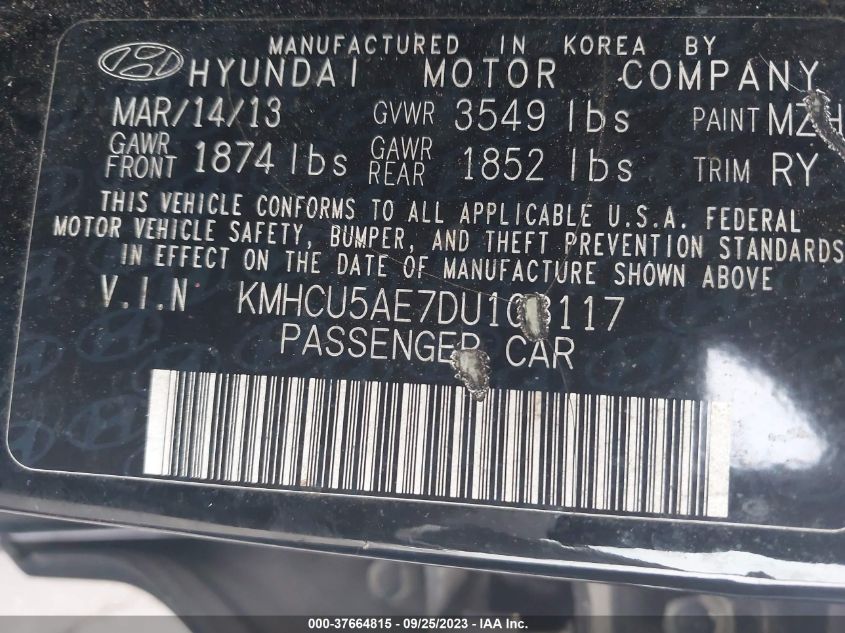 MANUFACTURED IN KOREA BY
HYUNDAI MOTOR COMPANY
MAR/14/13 GVWR 3549 lbs PAINT MZH
GAWR FRONT 1874 lbs GAWR REAR 1852 lbs TRIM RY
THIS VEHICLE CONFORMS TO ALL APPLICABLE U.S.A. FEDERAL
MOTOR VEHICLE SAFETY, BUMPER, AND THEFT PREVENTION STANDARDS
IN EFFECT ON THE DATE OF MANUFACTURE SHOWN ABOVE
V.I.N KMHCU5AE7DU108117
PASSENGER CAR
000-37664815 - 09/25/2023 - IAA Inc.